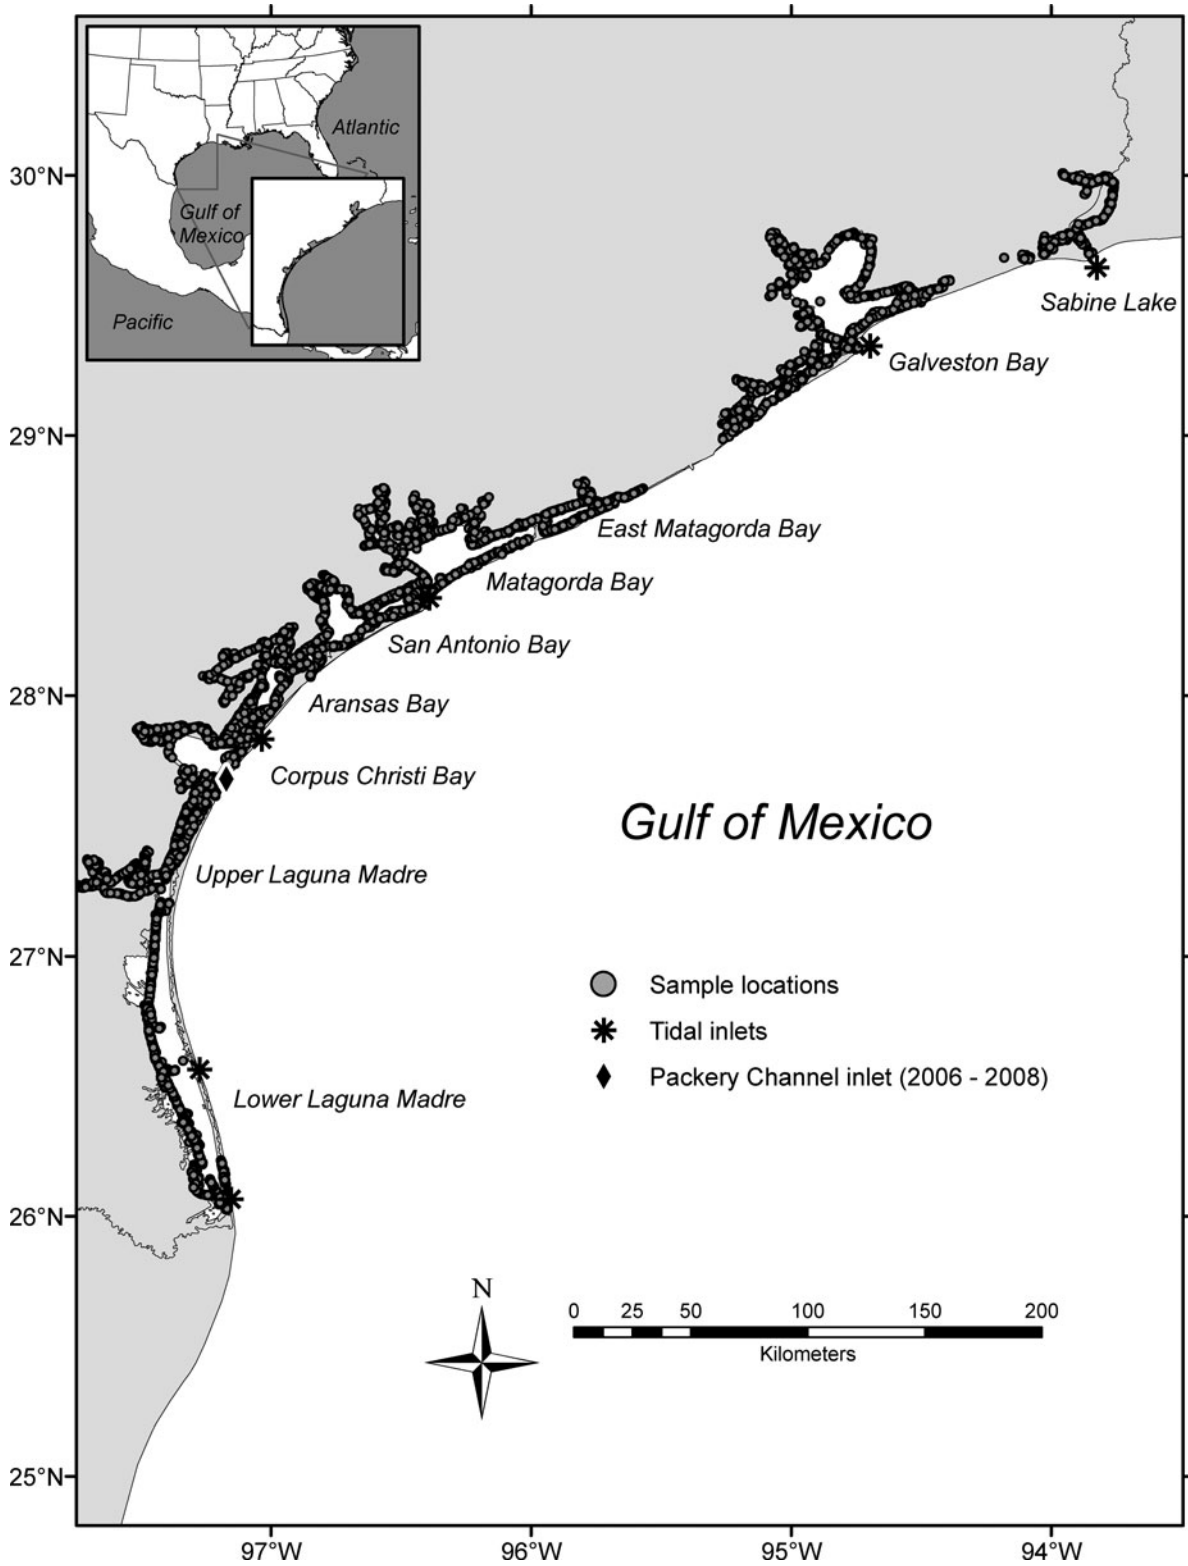 Atlantic
Gulf of
Mexico
Pacific
30°N
29°N
28°N
27°N
26°N
25°N
Sabine Lake
Galveston Bay
East Matagorda Bay
Matagorda Bay
San Antonio Bay
Aransas Bay
Corpus Christi Bay
Gulf of Mexico
Upper Laguna Madre
Lower Laguna Madre
Sample locations
Tidal inlets
Packery Channel inlet (2006 - 2008)
N
0 25 50 100 150 200
Kilometers
97°W 96°W 95°W 94°W